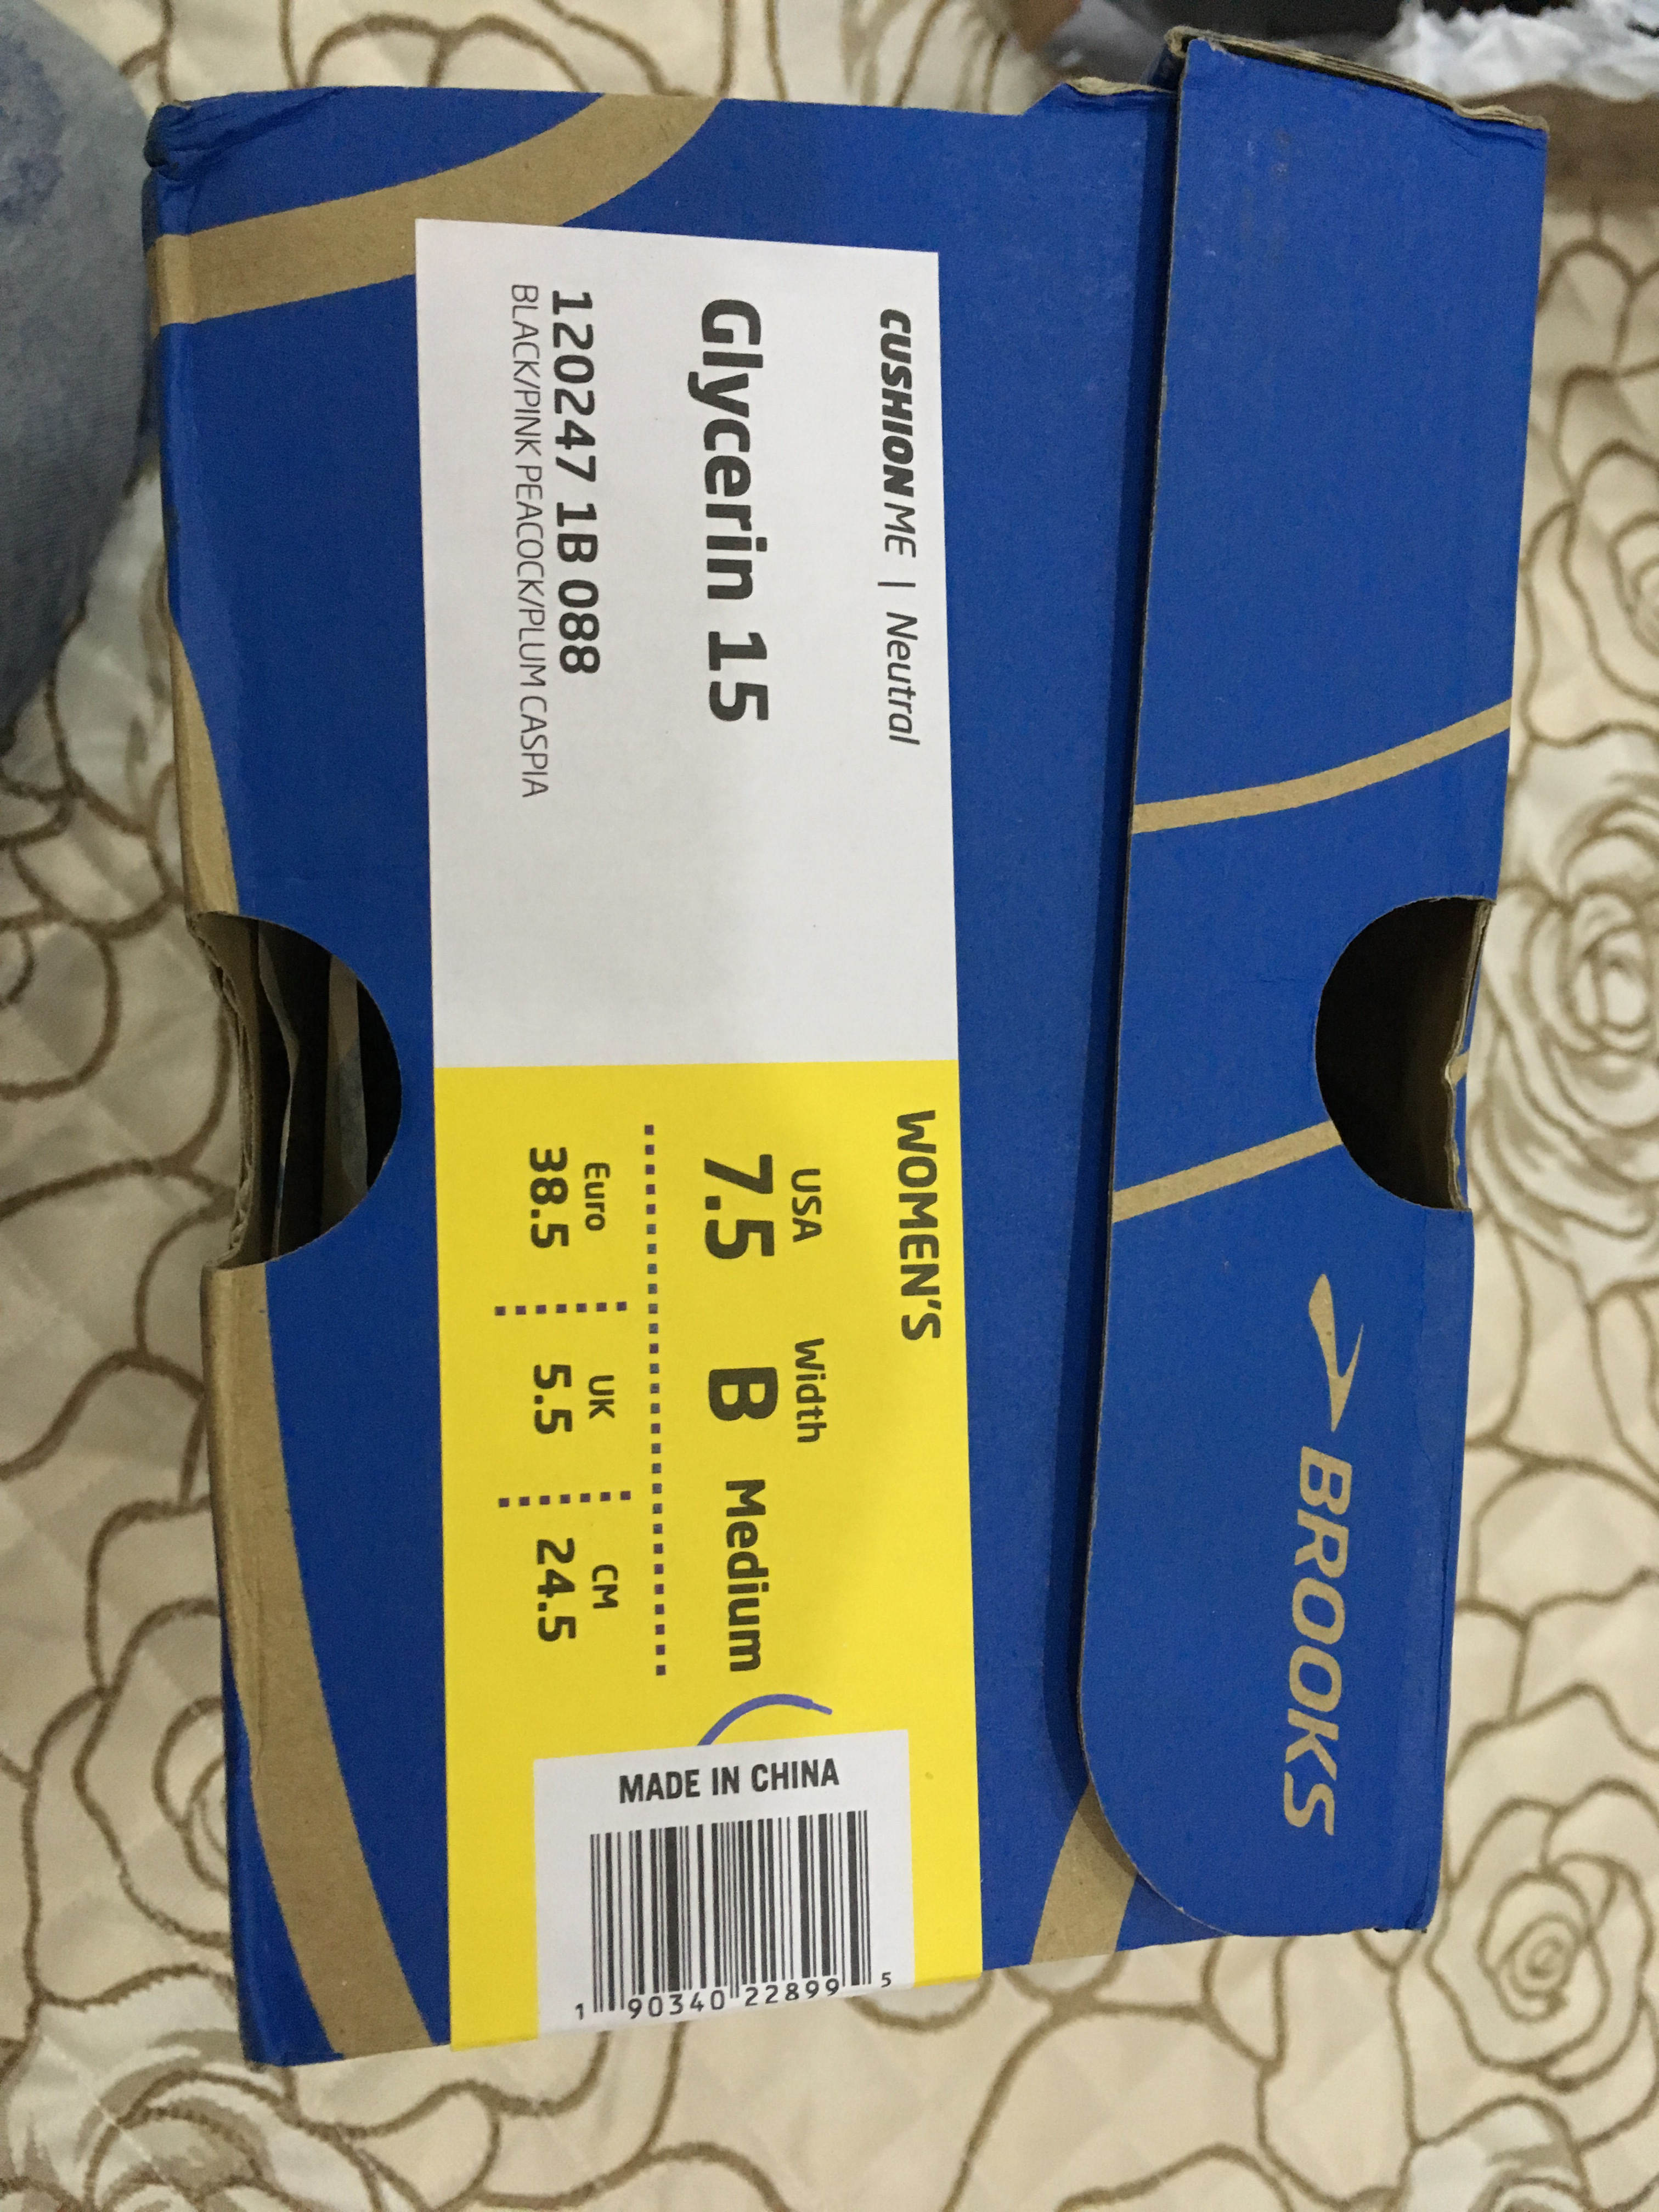 BROOKS
CUSHION ME | Neutral
Glycerin 15
120247 1B 088
BLACK/PINK PEACOCK/PLUM CASPIA
WOMEN'S
USA Width
7.5 B Medium
Euro UK CM
38.5 5.5 24.5
MADE IN CHINA
1 90340 22899 5